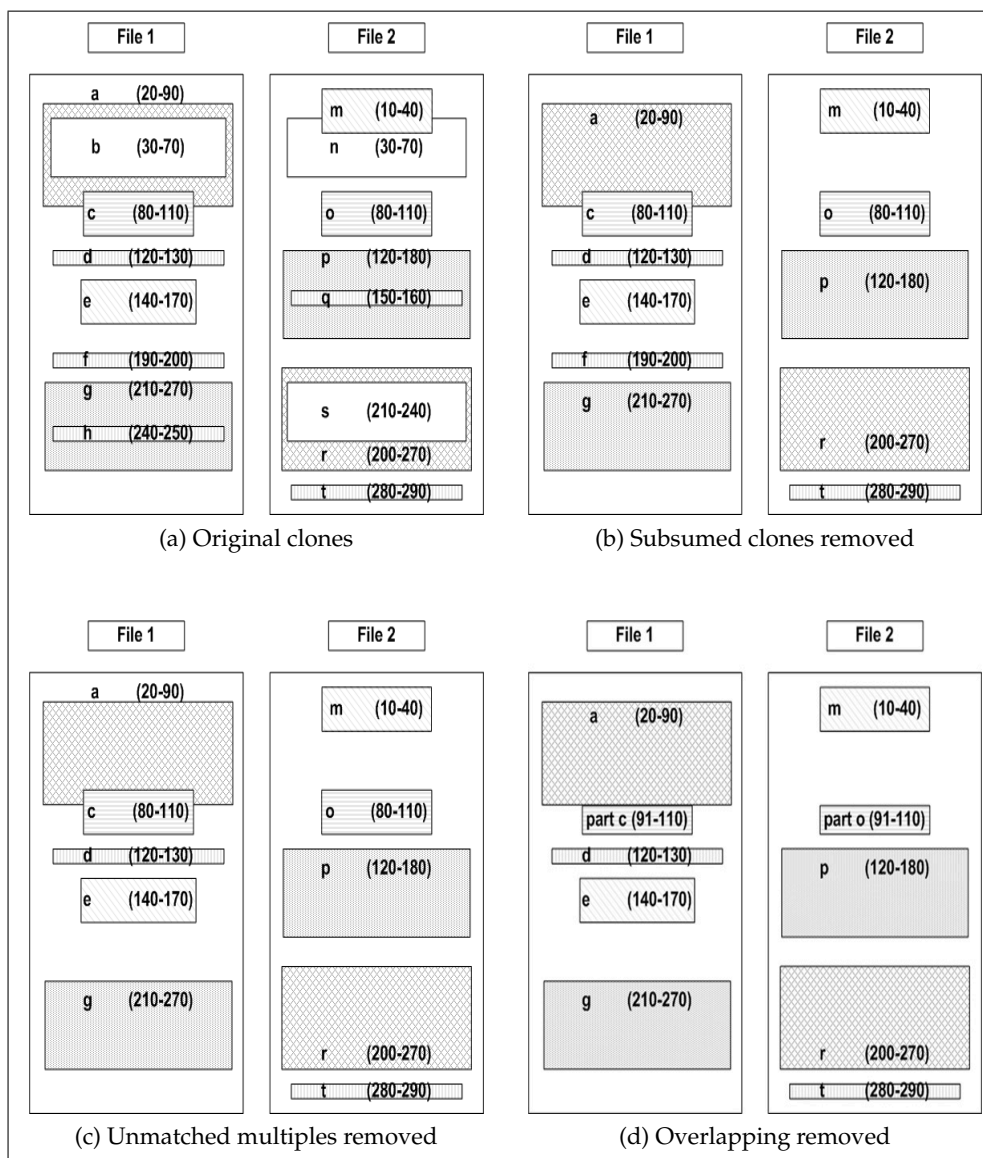 File 1
a (20-90)
b (30-70)
c (80-110)
d (120-130)
e (140-170)
f (190-200)
g (210-270)
h (240-250)
File 2
m (10-40)
n (30-70)
o (80-110)
p (120-180)
q (150-160)
s (210-240)
r (200-270)
t (280-290)
(a) Original clones
File 1
a (20-90)
c (80-110)
d (120-130)
e (140-170)
f (190-200)
g (210-270)
File 2
m (10-40)
o (80-110)
p (120-180)
r (200-270)
t (280-290)
(b) Subsumed clones removed
File 1
a (20-90)
c (80-110)
d (120-130)
e (140-170)
g (210-270)
File 2
m (10-40)
o (80-110)
p (120-180)
r (200-270)
t (280-290)
(c) Unmatched multiples removed
File 1
a (20-90)
part c (91-110)
d (120-130)
e (140-170)
g (210-270)
File 2
m (10-40)
part o (91-110)
p (120-180)
r (200-270)
t (280-290)
(d) Overlapping removed